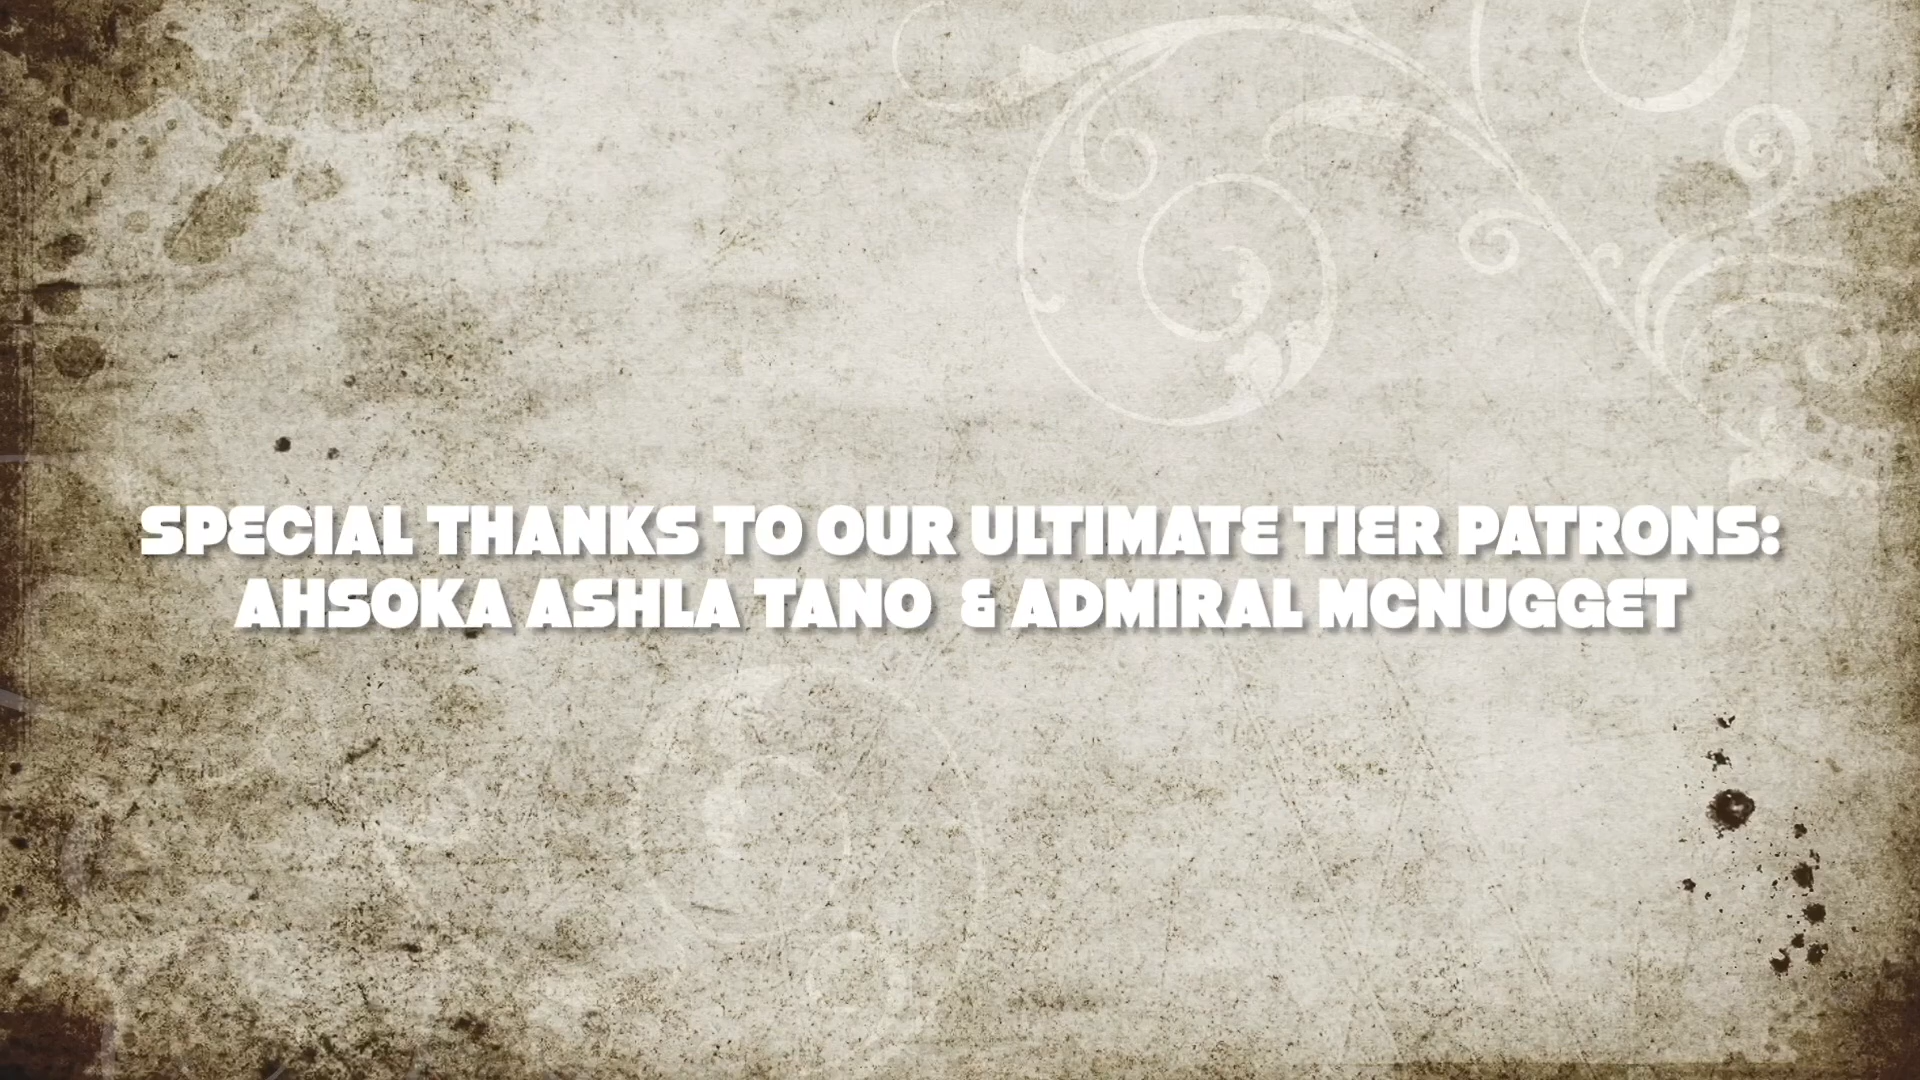 SPECIAL THANKS TO OUR ULTIMATE TIER PATRONS:
AHSOKA ASHLA TANO & ADMIRAL MCNUGGET